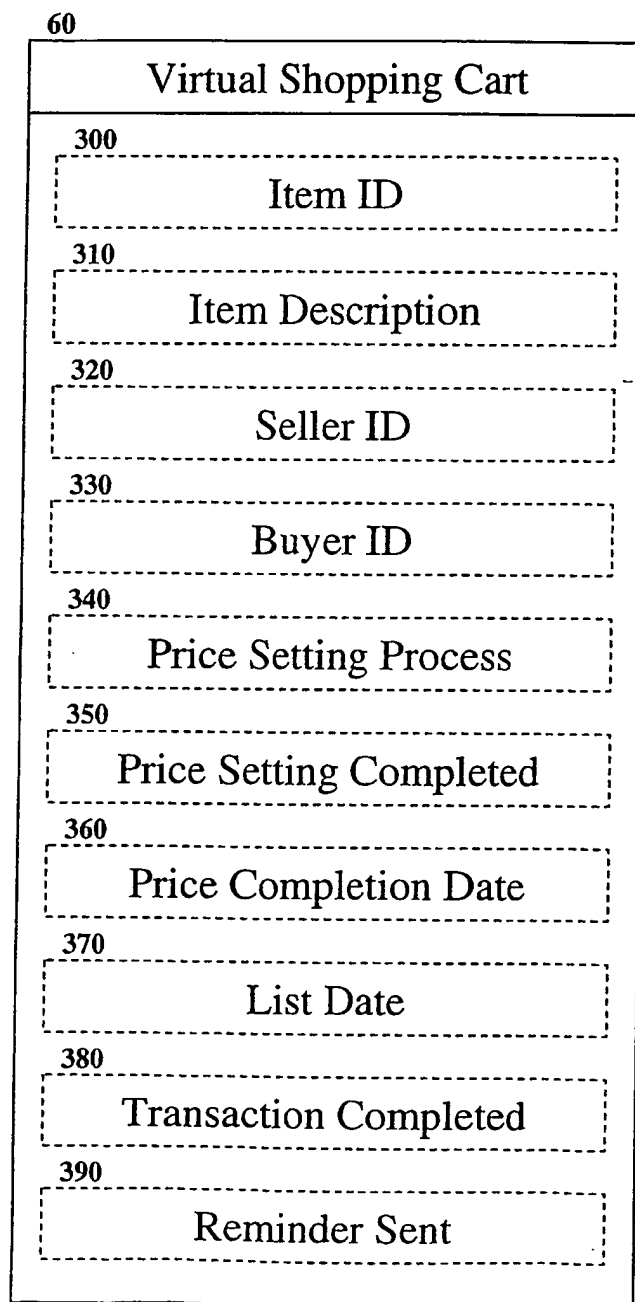 60
Virtual Shopping Cart
300
Item ID
310
Item Description
320
Seller ID
330
Buyer ID
340
Price Setting Process
350
Price Setting Completed
360
Price Completion Date
370
List Date
380
Transaction Completed
390
Reminder Sent